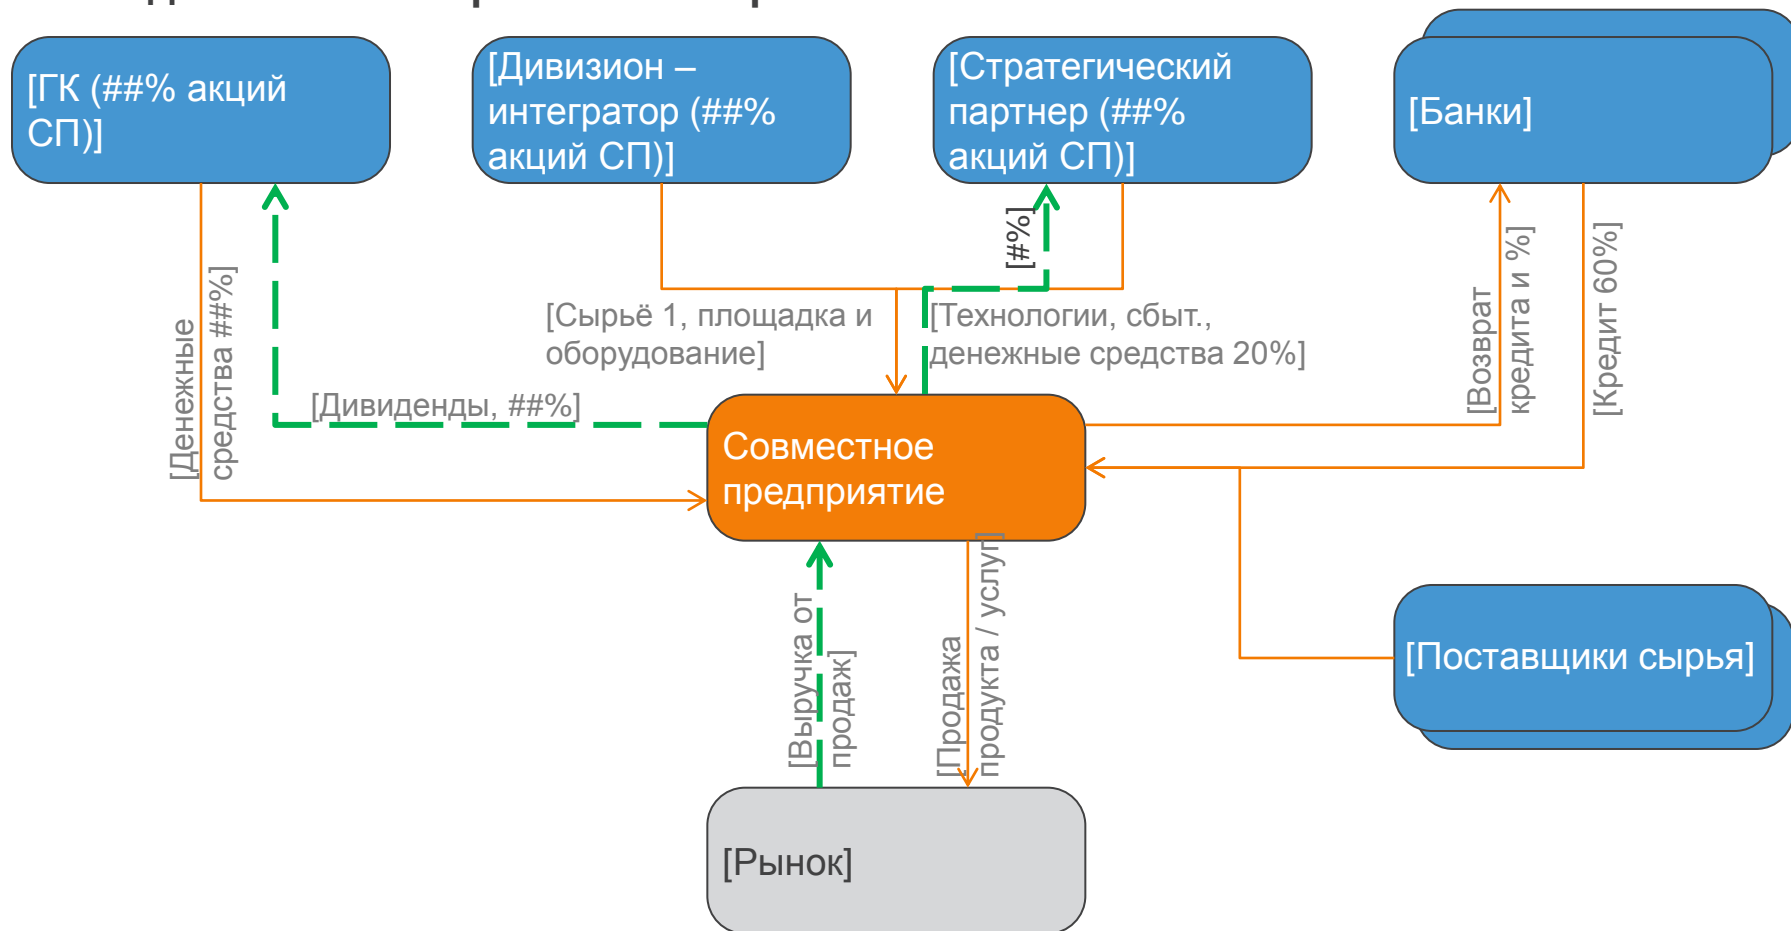 [ГК (##% акций
СП)]
[Дивизион –
интегратор (##%
акций СП)]
[Стратегический
партнер (##%
акций СП)]
[Банки]
[#%]
[Денежные
средства ##%]
[Сырьё 1, площадка и
оборудование]
[Технологии, сбыт.,
денежные средства 20%]
[Возврат
кредита и %]
[Кредит 60%]
[Дивиденды, ##%]
Совместное
предприятие
[Выручка от
продаж]
[Продажа
продукта / услуг]
[Поставщики сырья]
[Рынок]